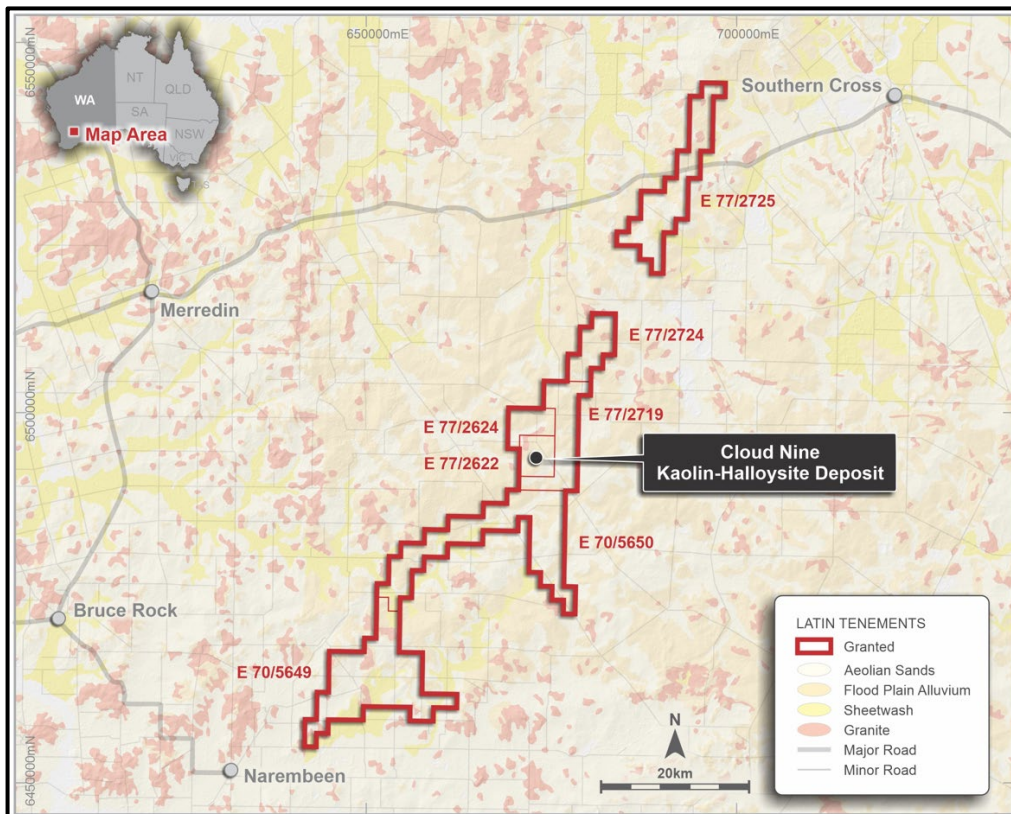 650000mE
700000mE
6550000mN
6500000mN
6450000mN
WA
NT
QLD
SA
NSW
VIC
Map Area
Southern Cross
E 77/2725
Merredin
E 77/2724
E 77/2719
E 77/2624
E 77/2622
Cloud Nine
Kaolin-Halloysite Deposit
E 70/5650
Bruce Rock
E 70/5649
Narembeen
N
20km
LATIN TENEMENTS
Granted
Aeolian Sands
Flood Plain Alluvium
Sheetwash
Granite
Major Road
Minor Road